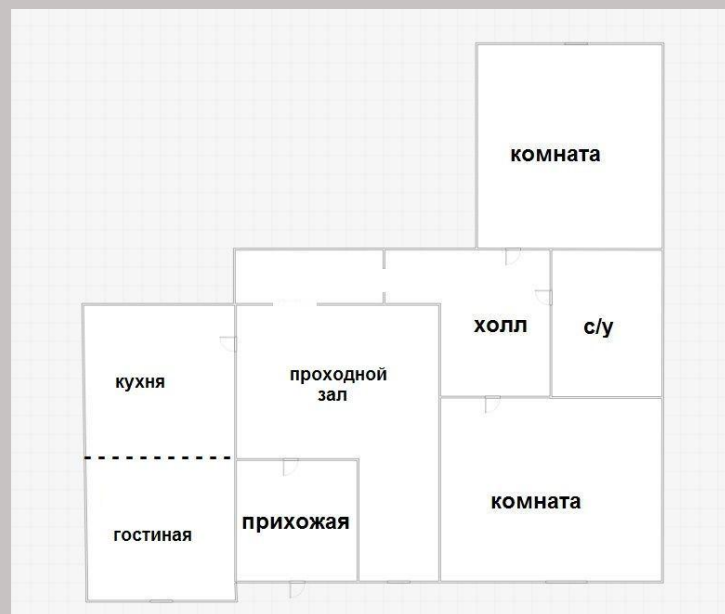 комната
холл
с/у
проходной
зал
кухня
комната
прихожая
гостиная